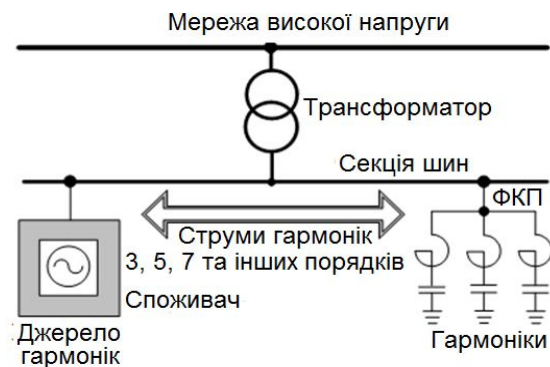 Мережа високої напруги
Трансформатор
Секція шин
ФКП
Струми гармонік
3, 5, 7 та інших порядків
Споживач
Джерело
гармонік
Гармоніки